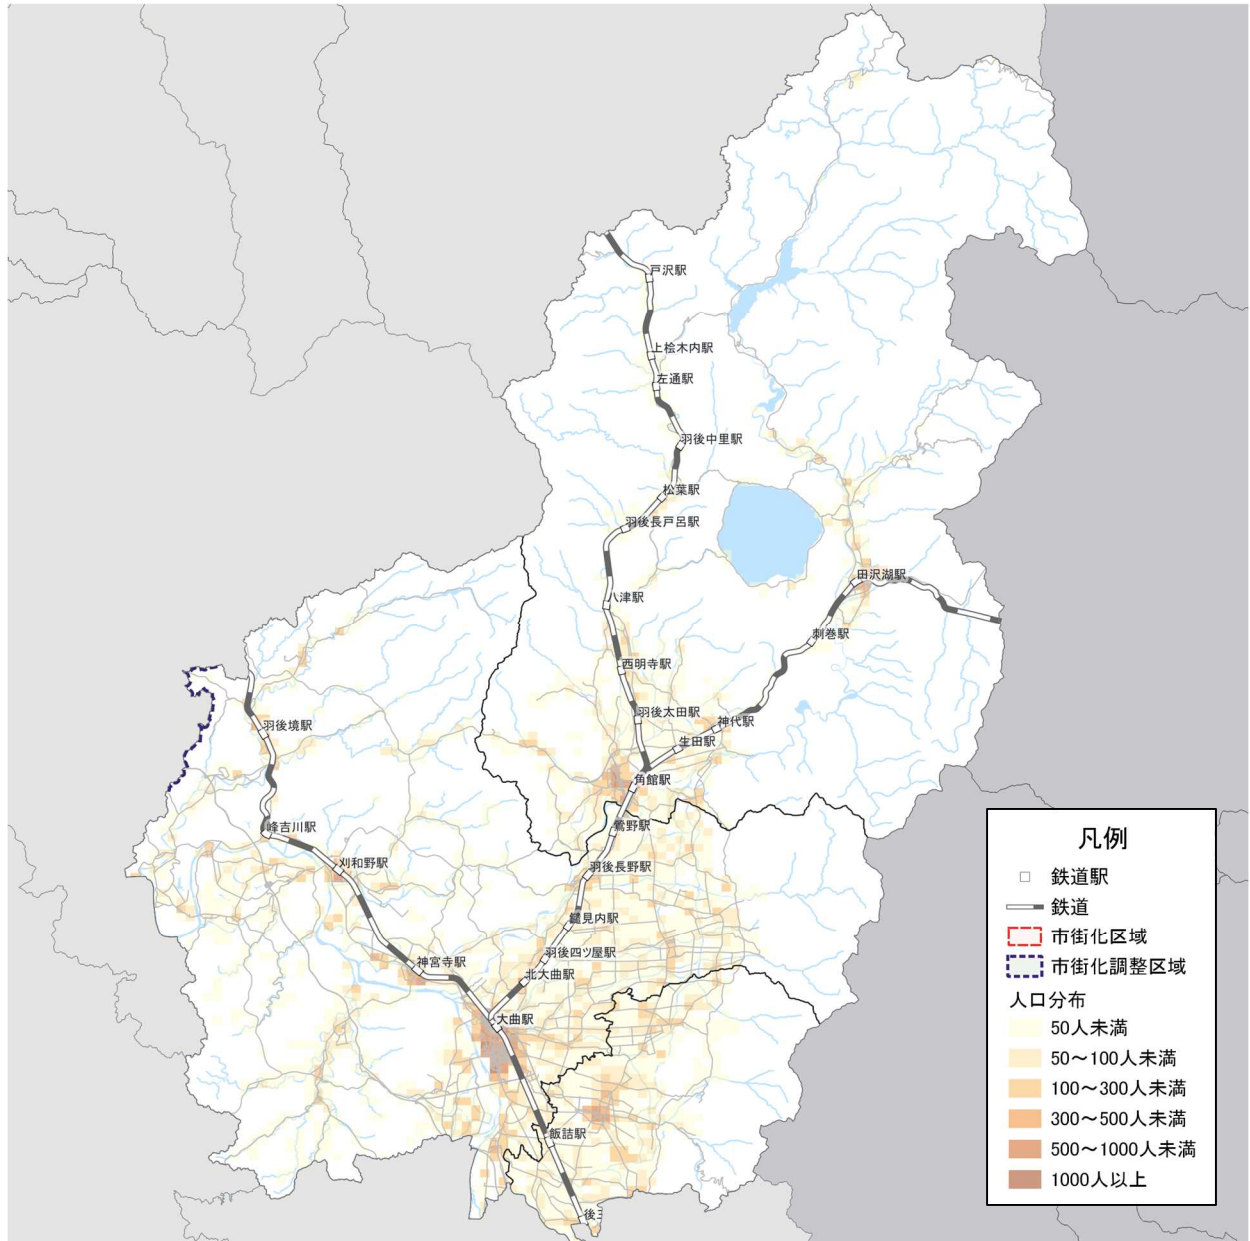 戸沢駅
上桧木内駅
左通駅
羽後中里駅
松葉駅
羽後長戸呂駅
田沢湖駅
八津駅
刺巻駅
西明寺駅
羽後太田駅
神代駅
羽後境駅
生田駅
角館駅
鶯野駅
峰吉川駅
刈和野駅
羽後長野駅
鑓見内駅
羽後四ツ屋駅
神宮寺駅
北大曲駅
大曲駅
飯詰駅
後三
凡例
鉄道駅
鉄道
市街化区域
市街化調整区域
人口分布
50人未満
50～100人未満
100～300人未満
300～500人未満
500～1000人未満
1000人以上